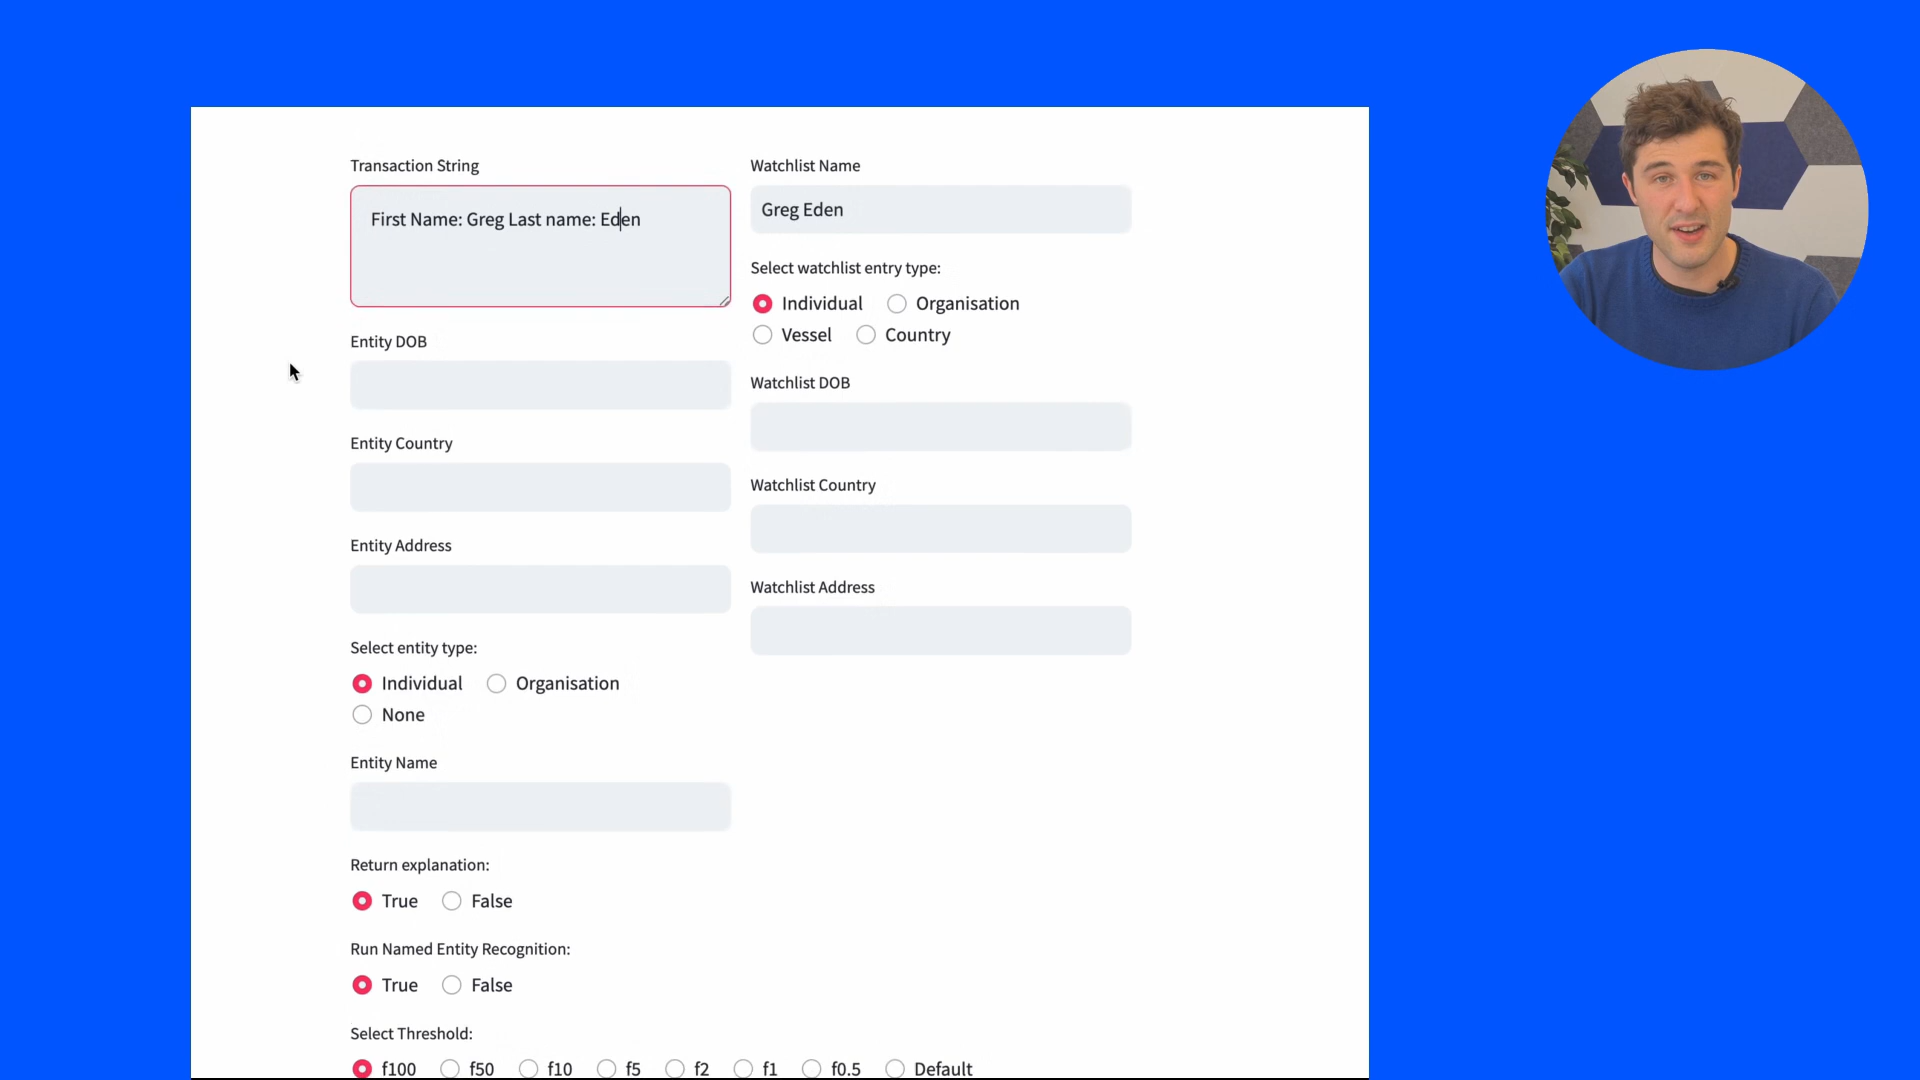 Transaction String
First Name: Greg Last name: Eden
Entity DOB
Entity Country
Entity Address
Select entity type:
Individual Organisation
None
Entity Name
Return explanation:
True False
Run Named Entity Recognition:
True False
Select Threshold:
f100 f50 f10 f5 f2 f1 f0.5 Default
Watchlist Name
Greg Eden
Select watchlist entry type:
Individual Organisation
Vessel Country
Watchlist DOB
Watchlist Country
Watchlist Address